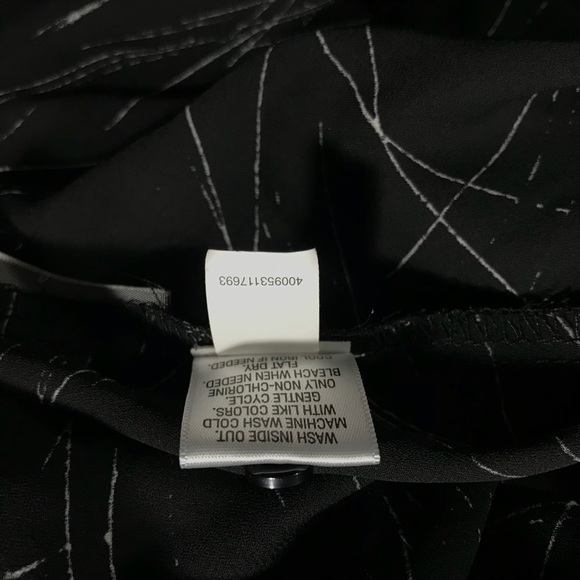 400953117693
WASH INSIDE OUT.
MACHINE WASH COLD
WITH LIKE COLORS.
GENTLE CYCLE.
ONLY NON-CHLORINE
BLEACH WHEN NEEDED.
FLAT DRY.
COOL IRON IF NEEDED.